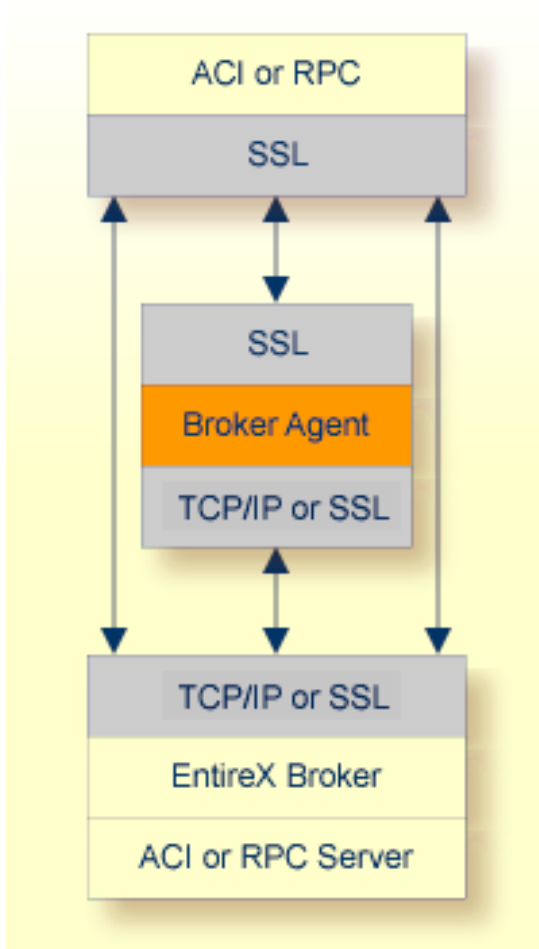 ACI or RPC
SSL
SSL
Broker Agent
TCP/IP or SSL
TCP/IP or SSL
EntireX Broker
ACI or RPC Server